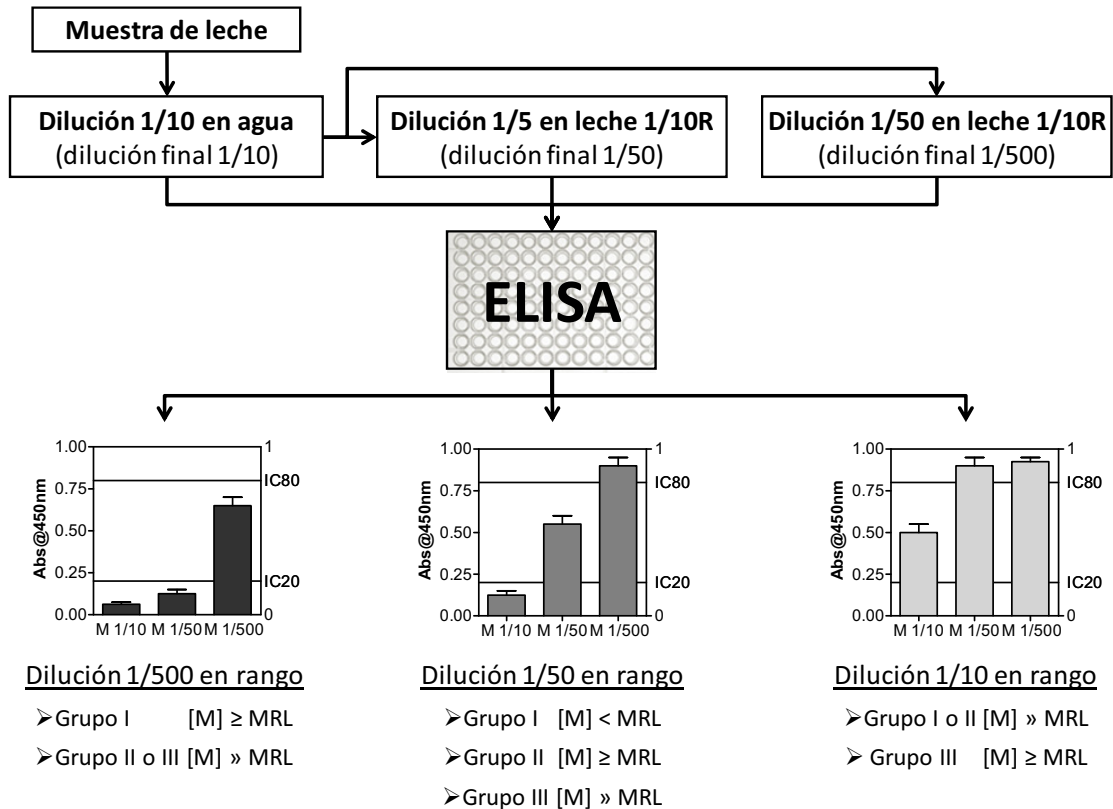 Muestra de leche
Dilución 1/10 en agua
(dilución final 1/10)
Dilución 1/5 en leche 1/10R
(dilución final 1/50)
Dilución 1/50 en leche 1/10R
(dilución final 1/500)
ELISA
Abs@450nm
1.00
0.75
0.50
0.25
0.00
1
IC80
IC20
0
M 1/10 M 1/50 M 1/500
Dilución 1/500 en rango
➢Grupo I [M] ≥ MRL
➢Grupo II o III [M] » MRL
Abs@450nm
1.00
0.75
0.50
0.25
0.00
1
IC80
IC20
0
M 1/10 M 1/50 M 1/500
Dilución 1/50 en rango
➢Grupo I [M] < MRL
➢Grupo II [M] ≥ MRL
➢Grupo III [M] » MRL
Abs@450nm
1.00
0.75
0.50
0.25
0.00
1
IC80
IC20
0
M 1/10 M 1/50 M 1/500
Dilución 1/10 en rango
➢Grupo I o II [M] » MRL
➢Grupo III [M] ≥ MRL